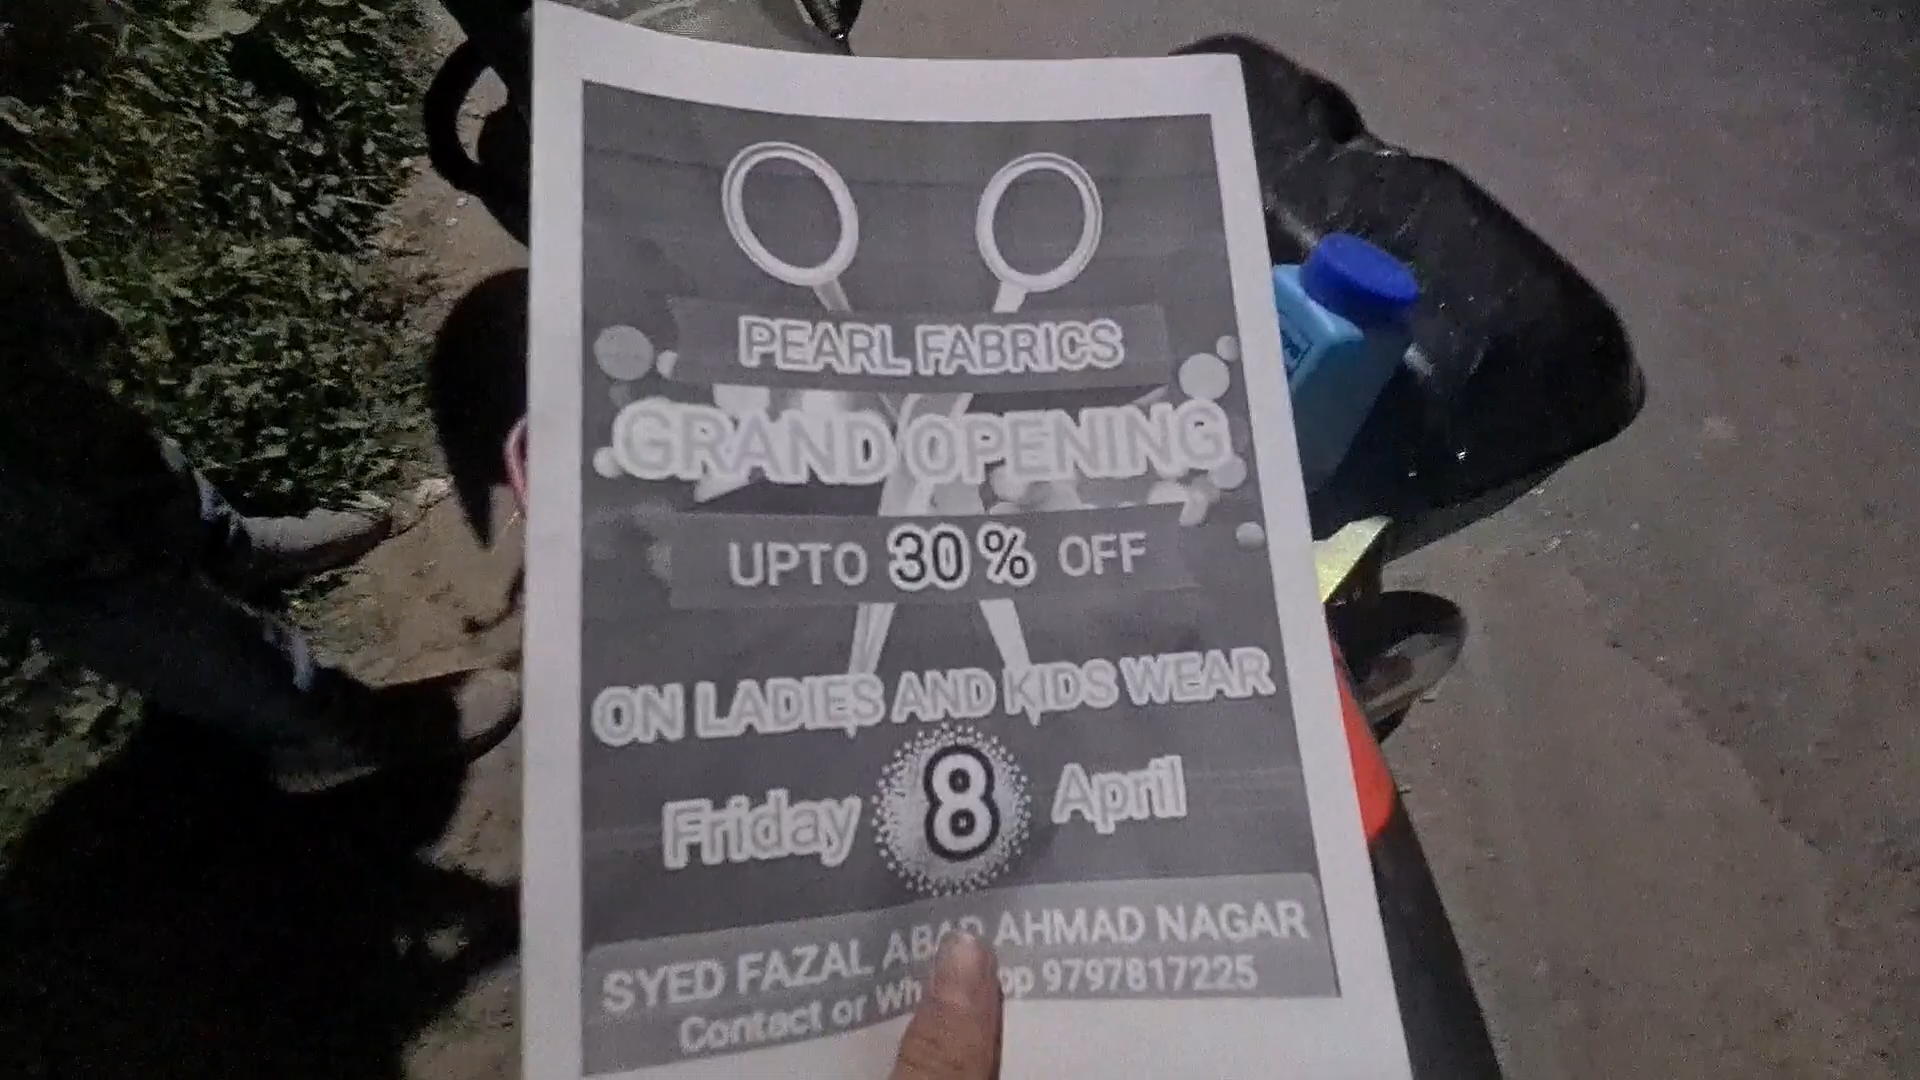 PEARL FABRICS
GRAND OPENING
UPTO 30% OFF
ON LADIES AND KIDS WEAR
Friday 8 April
SYED FAZAL ABAD AHMAD NAGAR
Contact or 9797817225